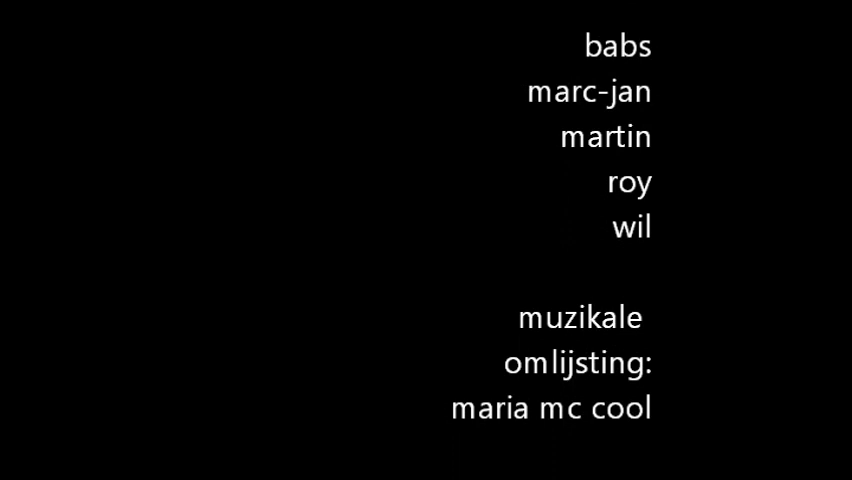 babs
marc-jan
martin
roy
wil
muzikale
omlijsting:
maria mc cool